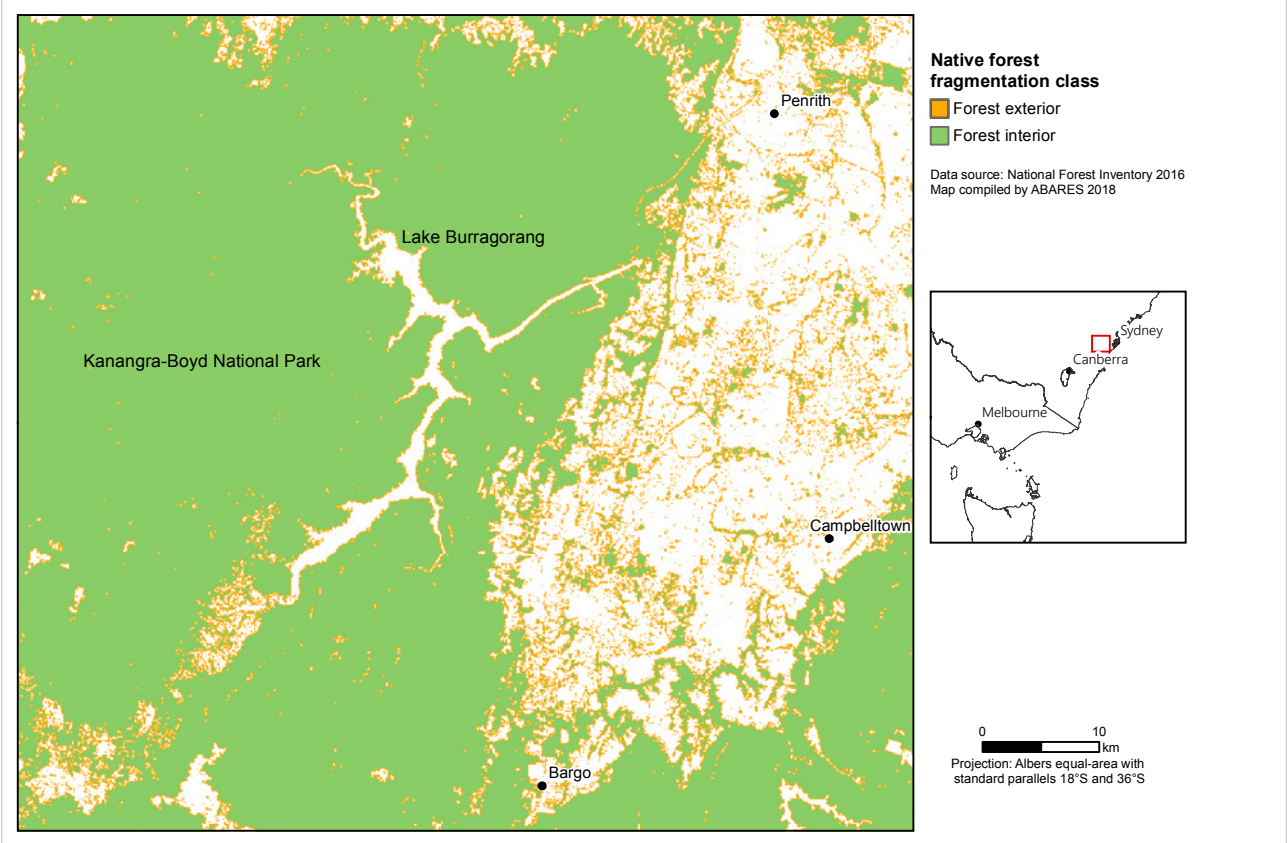 Penrith
Lake Burragorang
Kanangra-Boyd National Park
Campbelltown
Bargo
Native forest
fragmentation class
Forest exterior
Forest interior
Data source: National Forest Inventory 2016
Map compiled by ABARES 2018
Sydney
Canberra
Melbourne
0 10
km
Projection: Albers equal-area with
standard parallels 18°S and 36°S